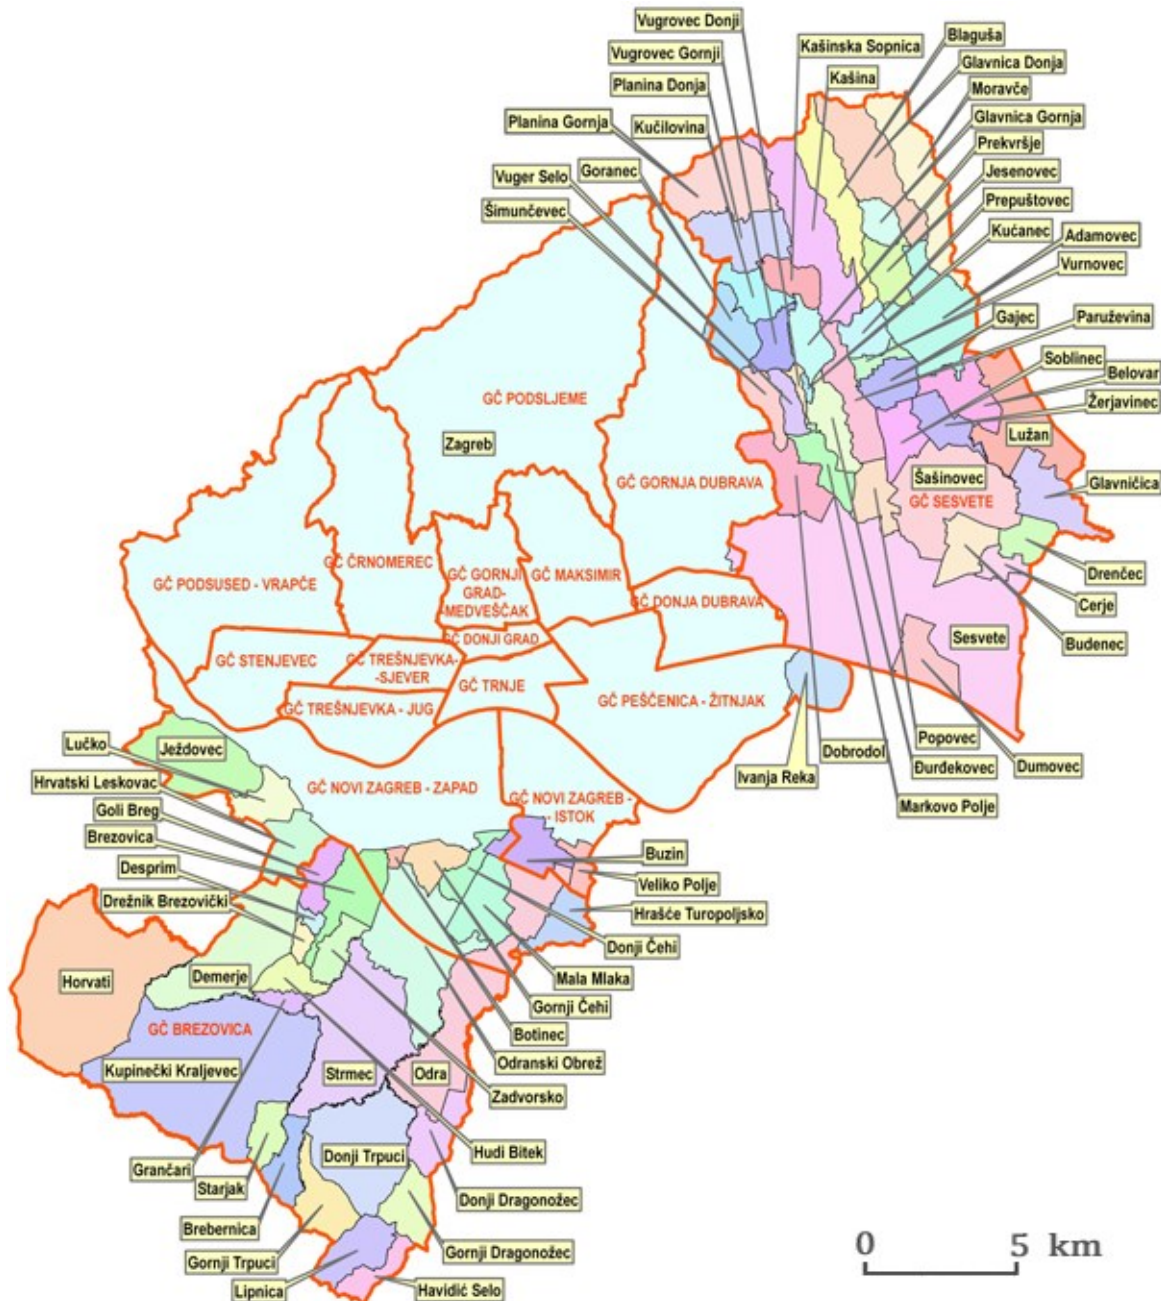 Vugrovec Donji
Vugrovec Gornji
Planina Donja
Planina Gornja
Kučilovina
Goranec
Vuger Selo
Šimunčevec
Kašinska Sopnica
Kašina
Blaguša
Glavnica Donja
Moravče
Glavnica Gornja
Prekvršje
Jesenovec
Prepuštovec
Kućanec
Adamovec
Vurnovec
Gajec
Paruževina
Soblinec
Belovar
Žerjavinec
Lužan
Šašinovec
GČ SESVETE
Glavničica
Drenčec
Cerje
Budenec
Sesvete
Popovec
Dumovec
Đurđekovec
Dobrodol
Markovo Polje
Ivanja Reka
GČ PODSLJEME
Zagreb
GČ GORNJA DUBRAVA
GČ ČRNOMEREC
GČ PODSUSED - VRAPČE
GČ GORNJI
GRAD-
-MEDVEŠČAK
GČ MAKSIMIR
GČ DONJA DUBRAVA
GČ DONJI GRAD
GČ STENJEVEC
GČ TREŠNJEVKA-
-SJEVER
GČ TRNJE
GČ PEŠČENICA - ŽITNJAK
GČ TREŠNJEVKA - JUG
GČ NOVI ZAGREB - ZAPAD
GČ NOVI ZAGREB -
- ISTOK
Lučko
Ježdovec
Hrvatski Leskovac
Goli Breg
Brezovica
Desprim
Drežnik Brezovički
Horvati
Demerje
GČ BREZOVICA
Kupinečki Kraljevec
Strmec
Odra
Buzin
Veliko Polje
Hrašće Turopoljsko
Donji Čehi
Mala Mlaka
Gornji Čehi
Botinec
Odranski Obrež
Zadvorsko
Hudi Bitek
Donji Trpuci
Grančari
Starjak
Brebernica
Gornji Trpuci
Lipnica
Donji Dragonožec
Gornji Dragonožec
Havidić Selo
0 5 km